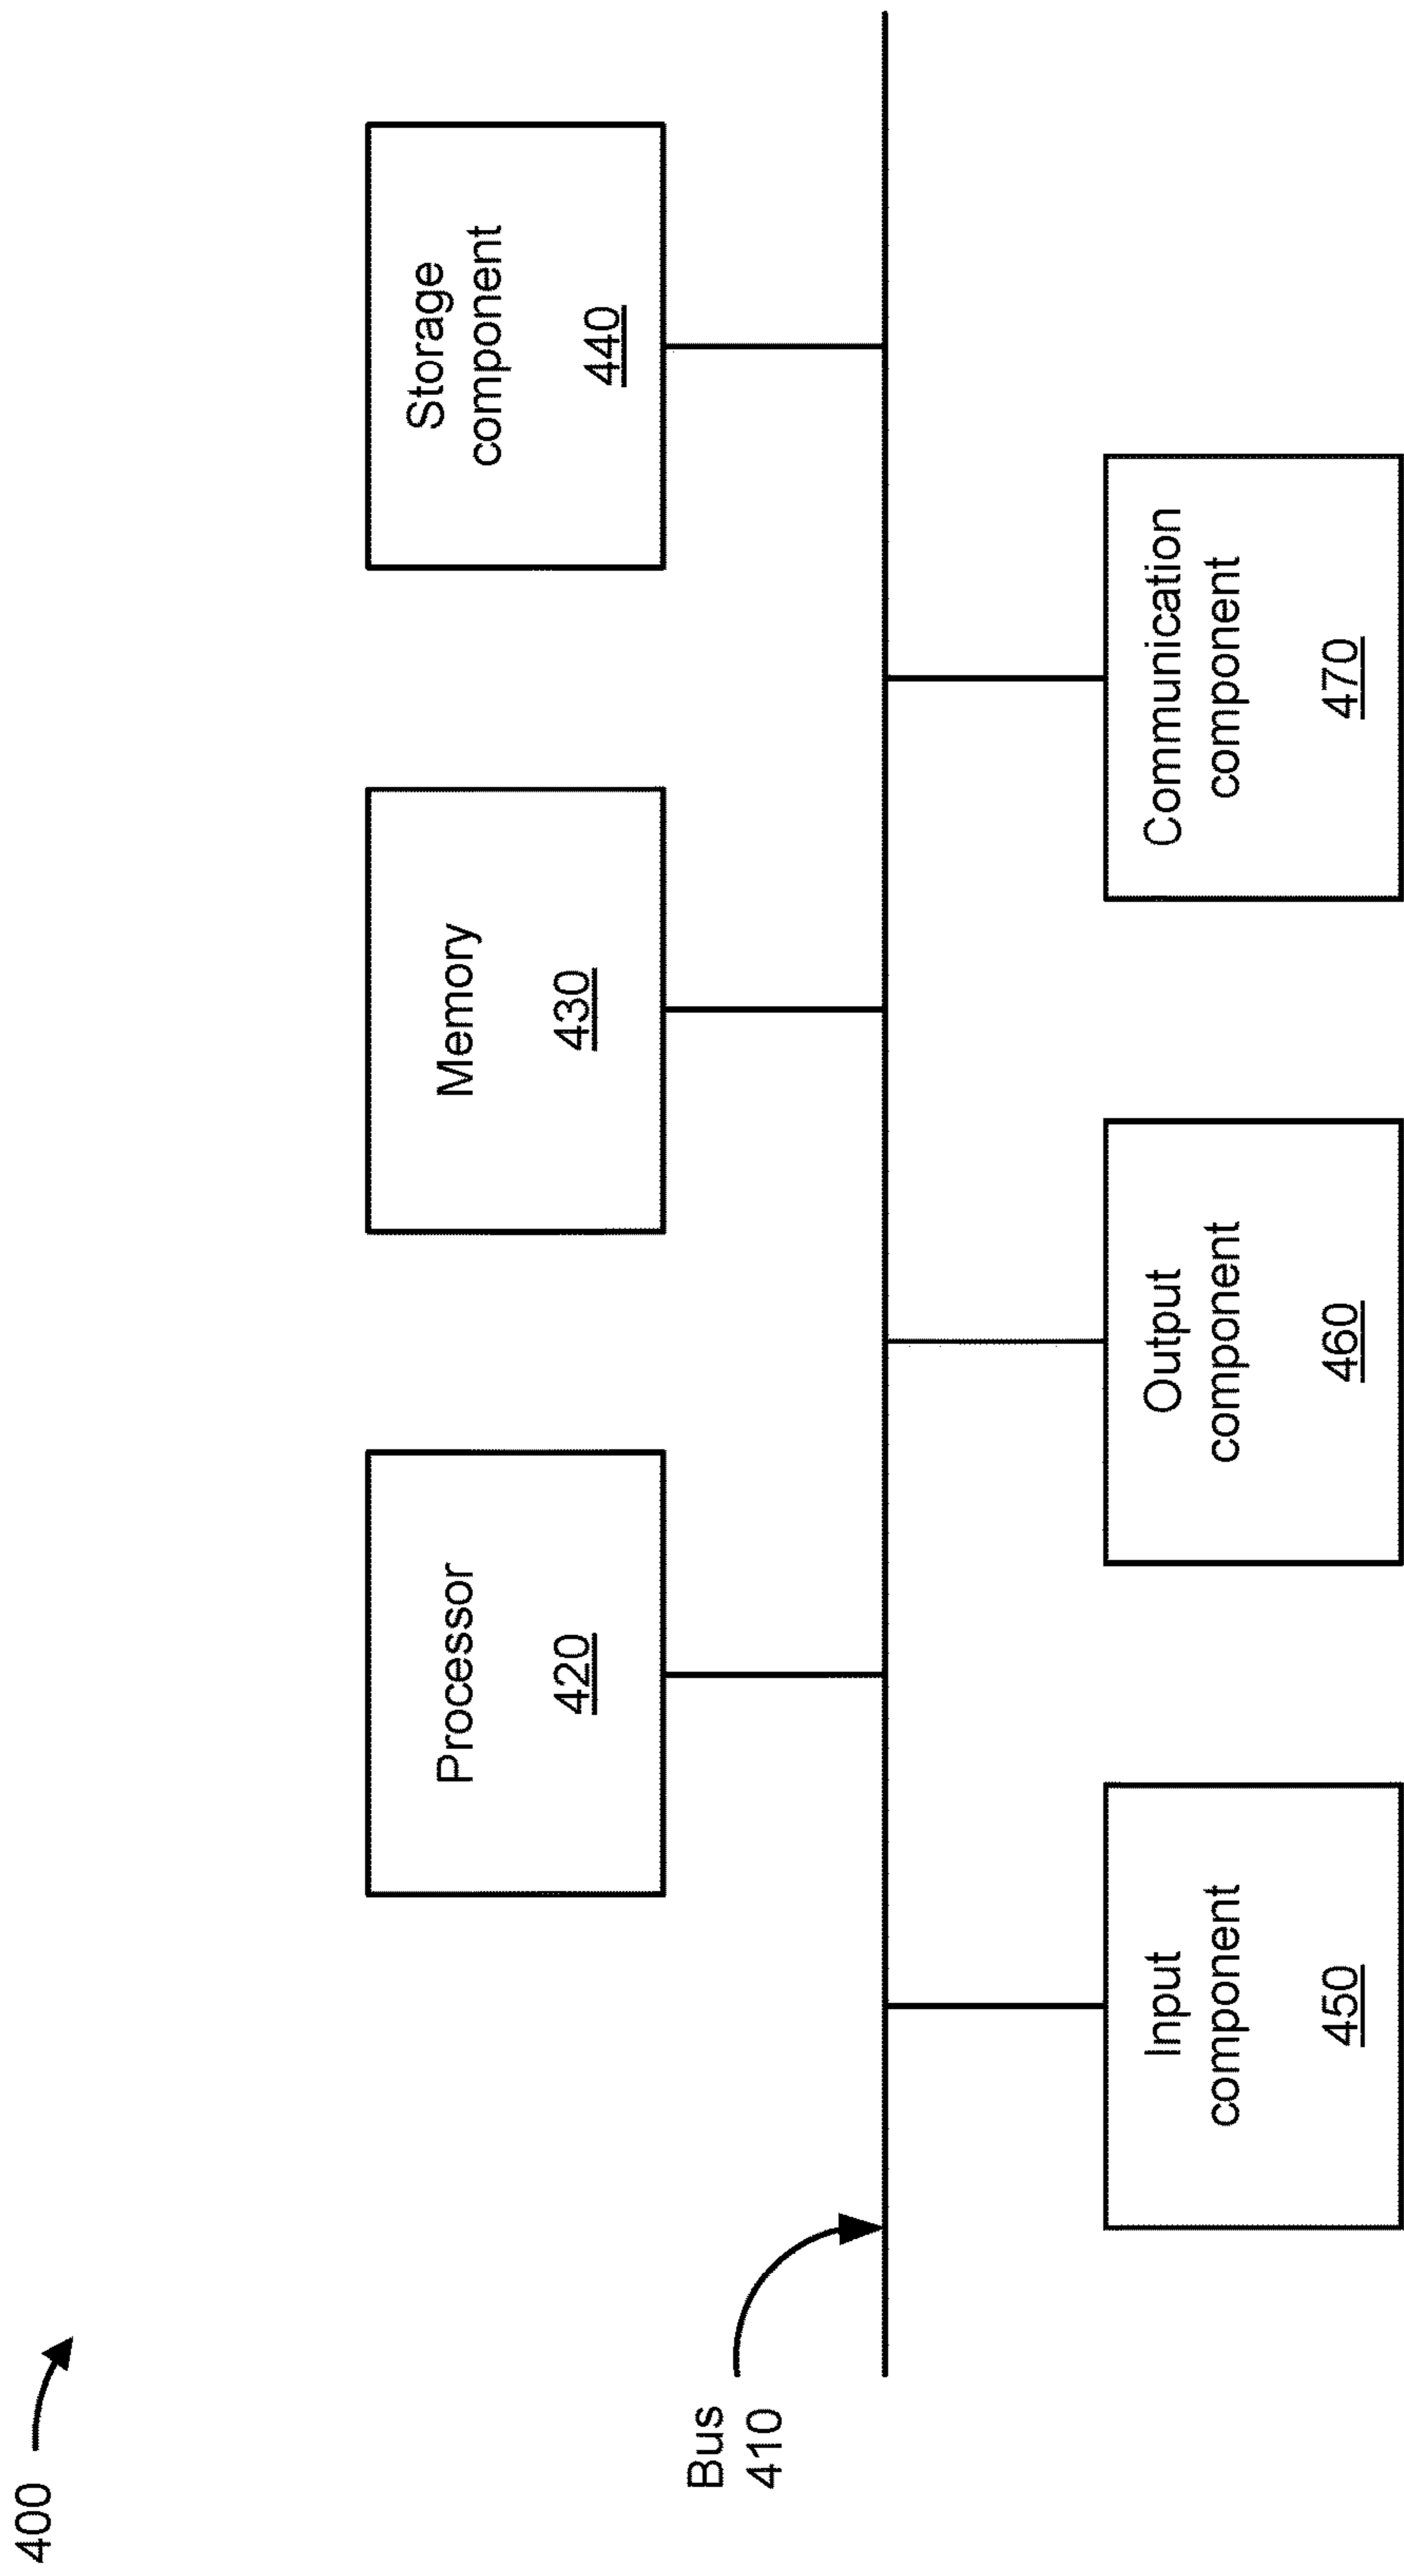 400
Processor
420
Memory
430
Storage
component
440
Bus
410
Input
component
450
Output
component
460
Communication
component
470